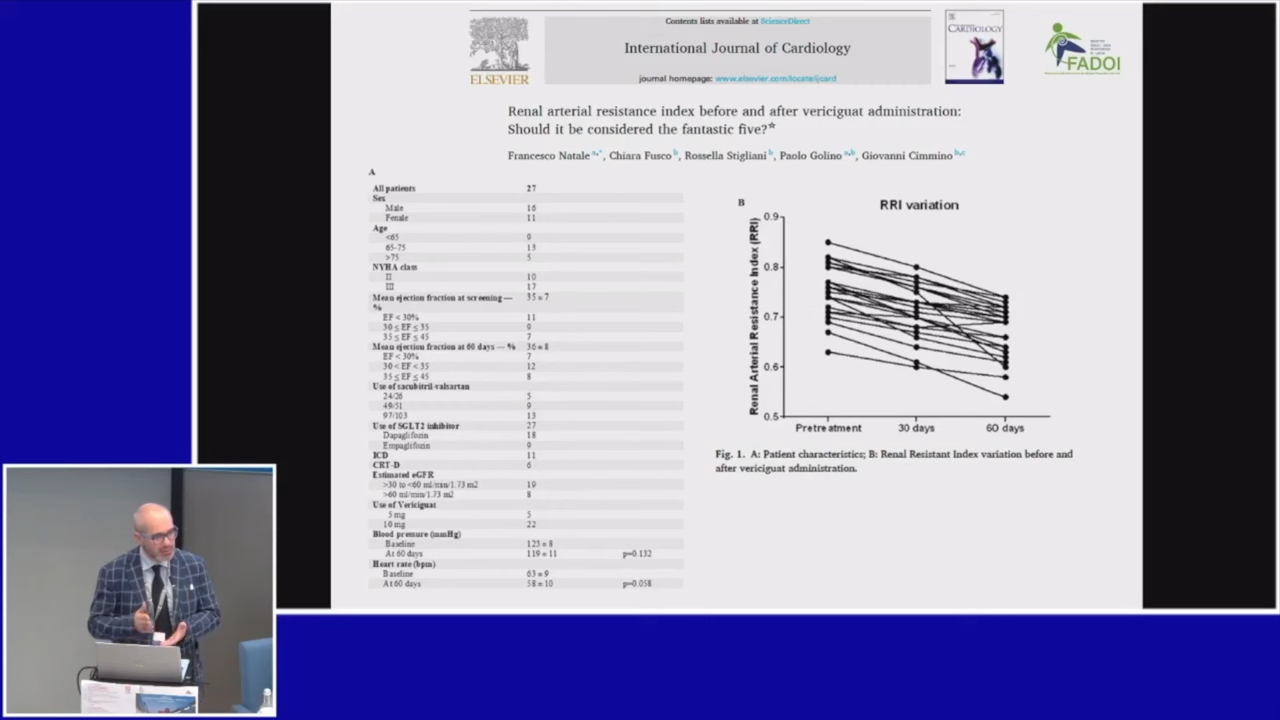 Contents lists available at ScienceDirect
International Journal of Cardiology
journal homepage: www.elsevier.com/locate/ijcard
ELSEVIER
CARDIOLOGY
FADOI
Renal arterial resistance index before and after vericiguat administration:
Should it be considered the fantastic five?☆
Francesco Natale a,*, Chiara Fusco b, Rossella Stigliani b, Paolo Golino a,b, Giovanni Cimmino b,c
A
All patients 27
Sex
Male 16
Female 11
Age
<65 9
65-75 13
>75 5
NYHA class
II 10
III 17
Mean ejection fraction at screening — 35 ± 7
%
EF < 30% 11
30 ≤ EF ≤ 35 9
35 ≤ EF ≤ 45 7
Mean ejection fraction at 60 days — % 36 ± 8
EF < 30% 7
30 < EF < 35 12
35 ≤ EF ≤ 45 8
Use of sacubitril-valsartan
24/26 5
49/51 9
97/103 13
Use of SGLT2 inhibitor 27
Dapaglifozin 18
Empaglifozin 9
ICD 11
CRT-D 6
Estimated eGFR
>30 to <60 ml/min/1.73 m2 19
>60 ml/min/1.73 m2 8
Use of Vericiguat
5 mg 5
10 mg 22
Blood pressure (mmHg)
Baseline 123 ± 8
At 60 days 119 ± 11 p=0.132
Heart rate (bpm)
Baseline 63 ± 9
At 60 days 58 ± 10 p=0.058
B
RRI variation
Renal Arterial Resistance Index (RRI)
0.9
0.8
0.7
0.6
0.5
Pretreatment 30 days 60 days
Fig. 1. A: Patient characteristics; B: Renal Resistant Index variation before and
after vericiguat administration.